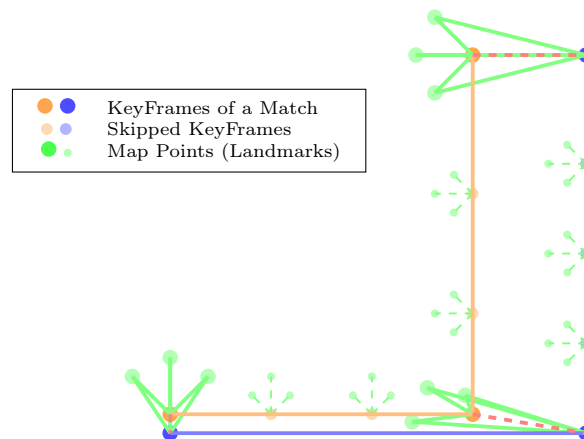 KeyFrames of a Match
Skipped KeyFrames
Map Points (Landmarks)